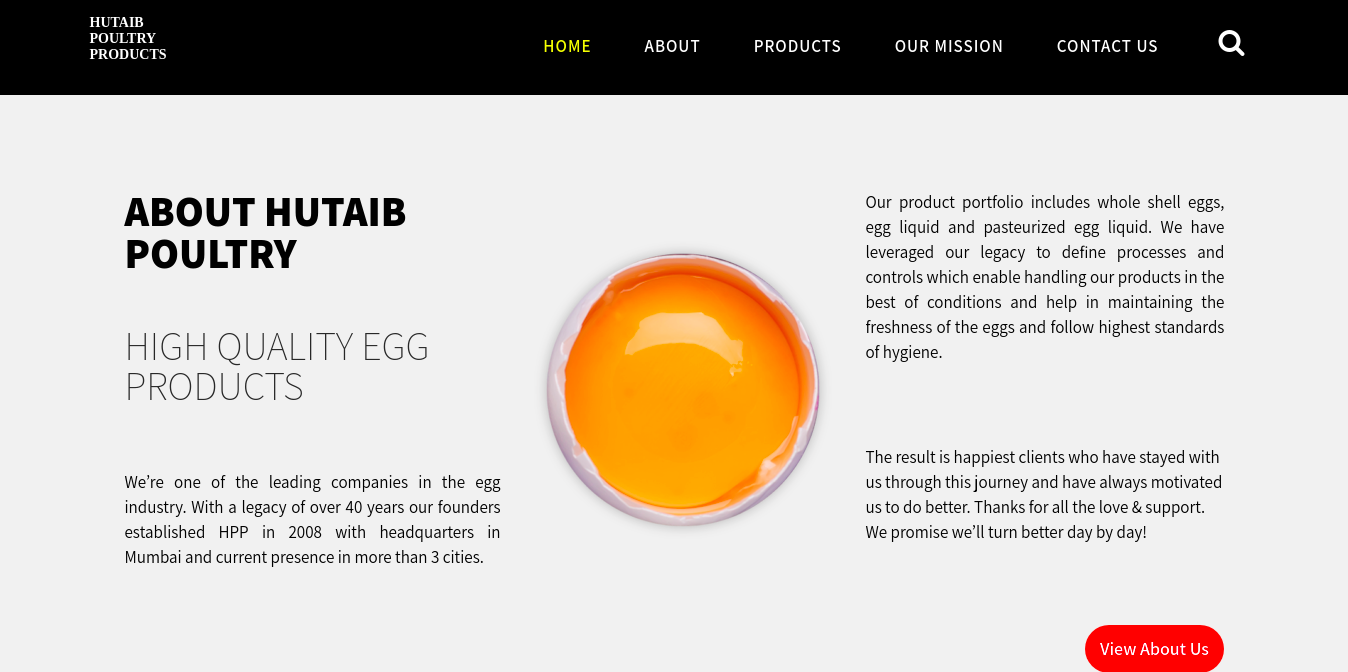 HUTAIB
POULTRY
PRODUCTS
HOME
ABOUT
PRODUCTS
OUR MISSION
CONTACT US
ABOUT HUTAIB
POULTRY
HIGH QUALITY EGG
PRODUCTS
We’re one of the leading companies in the egg
industry. With a legacy of over 40 years our founders
established HPP in 2008 with headquarters in
Mumbai and current presence in more than 3 cities.
Our product portfolio includes whole shell eggs,
egg liquid and pasteurized egg liquid. We have
leveraged our legacy to define processes and
controls which enable handling our products in the
best of conditions and help in maintaining the
freshness of the eggs and follow highest standards
of hygiene.
The result is happiest clients who have stayed with
us through this journey and have always motivated
us to do better. Thanks for all the love & support.
We promise we’ll turn better day by day!
View About Us